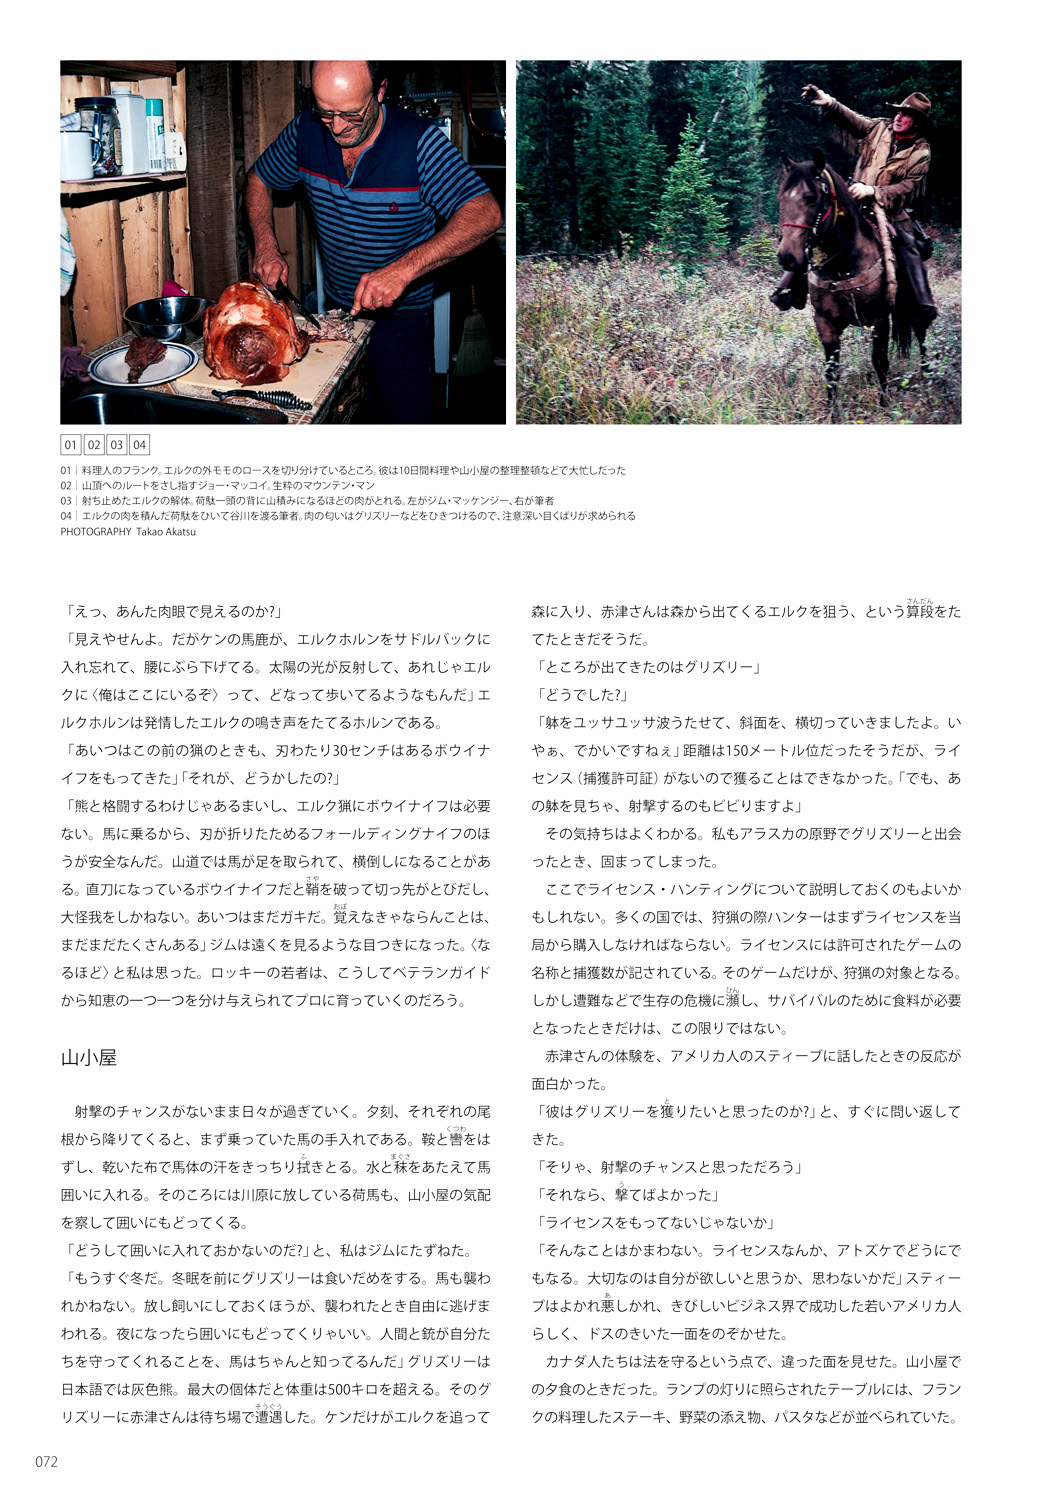 01 02 03 04
01｜料理人のフランク。エルクの外モモのロースを切り分けているところ。彼は10日間料理や山小屋の整理整頓などで大忙しだった
02｜山頂へのルートをさし指すジョー・マッコイ。生粋のマウンテン・マン
03｜射ち止めたエルクの解体。荷駄一頭の背に山積みになるほどの肉がとれる。左がジム・マッケンジー、右が筆者
04｜エルクの肉を積んだ荷駄をひいて谷川を渡る筆者。肉の匂いはグリズリーなどをひきつけるので、注意深い目くばりが求められる
PHOTOGRAPHY Takao Akatsu
「えっ、あんた肉眼で見えるのか?」
「見えやせんよ。だがケンの馬鹿が、エルクホルンをサドルバックに
入れ忘れて、腰にぶら下げてる。太陽の光が反射して、あれじゃエル
クに〈俺はここにいるぞ〉って、どなって歩いてるようなもんだ」エ
ルクホルンは発情したエルクの鳴き声をたてるホルンである。
「あいつはこの前の猟のときも、刃わたり30センチはあるボウイナ
イフをもってきた」「それが、どうかしたの?」
「熊と格闘するわけじゃあるまいし、エルク猟にボウイナイフは必要
ない。馬に乗るから、刃が折りたためるフォールディングナイフのほ
うが安全なんだ。山道では馬が足を取られて、横倒しになることがあ
る。直刀になっているボウイナイフだと鞘を破って切っ先がとびだし、
大怪我をしかねない。あいつはまだガキだ。覚えなきゃならんことは、
まだまだたくさんある」ジムは遠くを見るような目つきになった。〈な
るほど〉と私は思った。ロッキーの若者は、こうしてベテランガイド
から知恵の一つ一つを分け与えられてプロに育っていくのだろう。
山小屋
射撃のチャンスがないまま日々が過ぎていく。夕刻、それぞれの尾
根から降りてくると、まず乗っていた馬の手入れである。鞍と轡をは
ずし、乾いた布で馬体の汗をきっちり拭きとる。水と秣をあたえて馬
囲いに入れる。そのころには川原に放している荷馬も、山小屋の気配
を察して囲いにもどってくる。
「どうして囲いに入れておかないのだ?」と、私はジムにたずねた。
「もうすぐ冬だ。冬眠を前にグリズリーは食いだめをする。馬も襲わ
れかねない。放し飼いにしておくほうが、襲われたとき自由に逃げま
われる。夜になったら囲いにもどってくりゃいい。人間と銃が自分た
ちを守ってくれることを、馬はちゃんと知ってるんだ」グリズリーは
日本語では灰色熊。最大の個体だと体重は500キロを超える。そのグ
リズリーに赤津さんは待ち場で遭遇した。ケンだけがエルクを追って
森に入り、赤津さんは森から出てくるエルクを狙う、という算段をた
てたときだそうだ。
「ところが出てきたのはグリズリー」
「どうでした?」
「躰をユッサユッサ波うたせて、斜面を、横切っていきましたよ。い
やぁ、でかいですねぇ」距離は150メートル位だったそうだが、ライ
センス（捕獲許可証）がないので獲ることはできなかった。「でも、あ
の躰を見ちゃ、射撃するのもビビりますよ」
その気持ちはよくわかる。私もアラスカの原野でグリズリーと出会
ったとき、固まってしまった。
ここでライセンス・ハンティングについて説明しておくのもよいか
もしれない。多くの国では、狩猟の際ハンターはまずライセンスを当
局から購入しなければならない。ライセンスには許可されたゲームの
名称と捕獲数が記されている。そのゲームだけが、狩猟の対象となる。
しかし遭難などで生存の危機に瀕し、サバイバルのために食料が必要
となったときだけは、この限りではない。
赤津さんの体験を、アメリカ人のスティーブに話したときの反応が
面白かった。
「彼はグリズリーを獲りたいと思ったのか?」と、すぐに問い返して
きた。
「そりゃ、射撃のチャンスと思っただろう」
「それなら、撃てばよかった」
「ライセンスをもってないじゃないか」
「そんなことはかまわない。ライセンスなんか、アトズケでどうにで
もなる。大切なのは自分が欲しいと思うか、思わないかだ」スティー
ブはよかれ悪しかれ、きびしいビジネス界で成功した若いアメリカ人
らしく、ドスのきいた一面をのぞかせた。
カナダ人たちは法を守るという点で、違った面を見せた。山小屋で
の夕食のときだった。ランプの灯りに照らされたテーブルには、フラン
クの料理したステーキ、野菜の添え物、パスタなどが並べられていた。
072